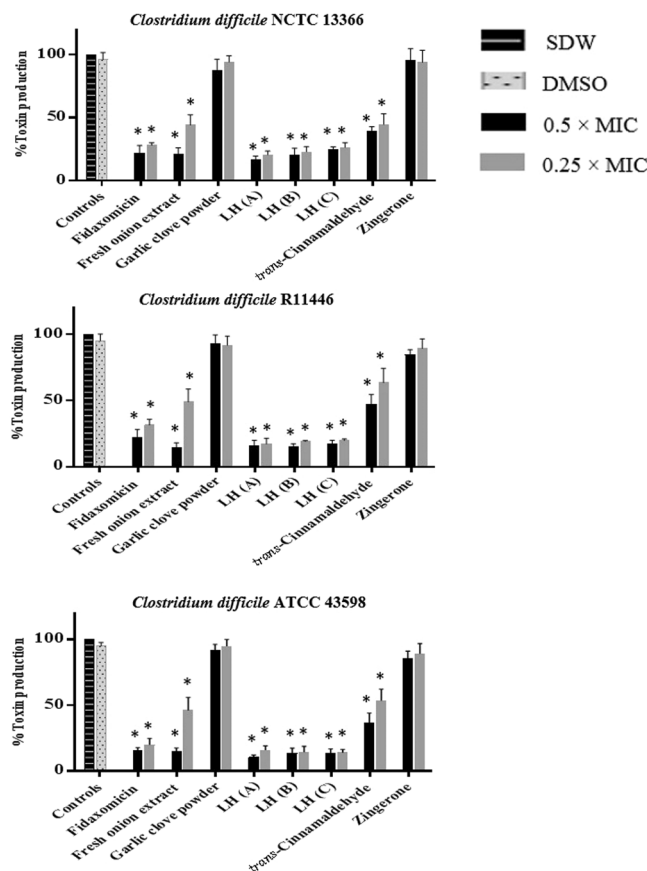 Clostridium difficile NCTC 13366
%Toxin production
100
50
0
Controls
Fidaxomicin
Fresh onion extract
Garlic clove powder
LH (A)
LH (B)
LH (C)
trans-Cinnamaldehyde
Zingerone
* * * * * * * * * * * *
SDW
DMSO
0.5 × MIC
0.25 × MIC
Clostridium difficile R11446
%Toxin production
100
50
0
Controls
Fidaxomicin
Fresh onion extract
Garlic clove powder
LH (A)
LH (B)
LH (C)
trans-Cinnamaldehyde
Zingerone
* * * * * * * * * * * *
Clostridium difficile ATCC 43598
%Toxin production
100
50
0
Controls
Fidaxomicin
Fresh onion extract
Garlic clove powder
LH (A)
LH (B)
LH (C)
trans-Cinnamaldehyde
Zingerone
* * * * * * * * * * * *